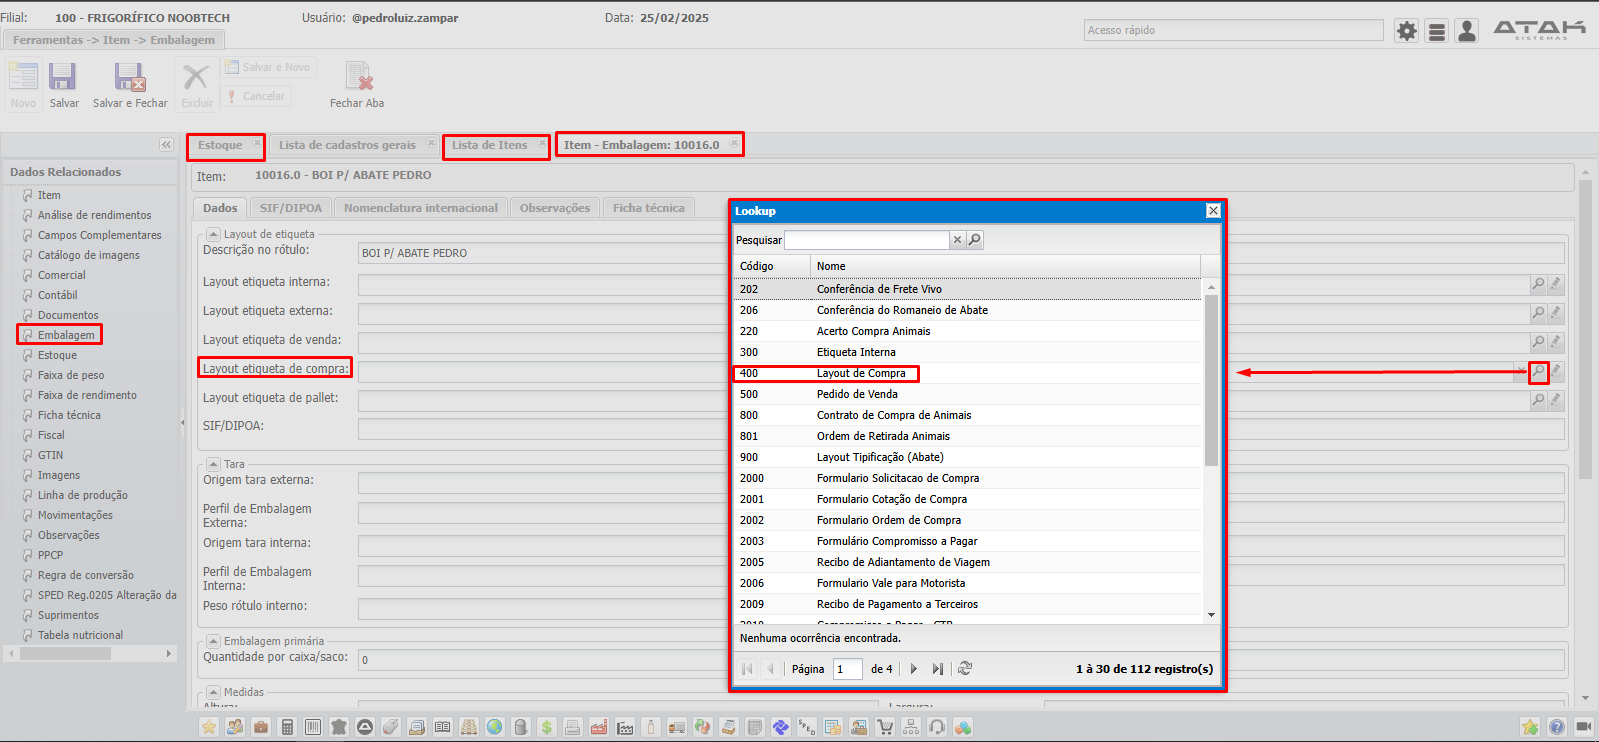 Filial: 100 - FRIGORÍFICO NOOBTECH Usuário: @pedroluiz.zampar Data: 25/02/2025
Ferramentas -> Item -> Embalagem
Acesso rápido
ATAK
SISTEMAS
Novo
Salvar
Salvar e Fechar
Excluir
Salvar e Novo
Cancelar
Fechar Aba
Estoque
Lista de cadastros gerais
Lista de Itens
Item - Embalagem: 10016.0
Dados Relacionados
Item
Análise de rendimentos
Campos Complementares
Catálogo de imagens
Comercial
Contábil
Documentos
Embalagem
Estoque
Faixa de peso
Faixa de rendimento
Ficha técnica
Fiscal
GTIN
Imagens
Linha de produção
Movimentações
Observações
PPCP
Regra de conversão
SPED Reg.0205 Alteração da
Suprimentos
Tabela nutricional
Item: 10016.0 - BOI P/ ABATE PEDRO
Dados
SIF/DIPOA
Nomenclatura internacional
Observações
Ficha técnica
Layout de etiqueta
Descrição no rótulo: BOI P/ ABATE PEDRO
Layout etiqueta interna:
Layout etiqueta externa:
Layout etiqueta de venda:
Layout etiqueta de compra:
Layout etiqueta de pallet:
SIF/DIPOA:
Tara
Origem tara externa:
Perfil de Embalagem
Externa:
Origem tara interna:
Perfil de Embalagem
Interna:
Peso rótulo interno:
Embalagem primária
Quantidade por caixa/saco: 0
Medidas
Altura:
Largura:
Lookup
Pesquisar
Código Nome
202 Conferência de Frete Vivo
206 Conferência do Romaneio de Abate
220 Acerto Compra Animais
300 Etiqueta Interna
400 Layout de Compra
500 Pedido de Venda
800 Contrato de Compra de Animais
801 Ordem de Retirada Animais
900 Layout Tipificação (Abate)
2000 Formulario Solicitacao de Compra
2001 Formulario Cotação de Compra
2002 Formulario Ordem de Compra
2003 Formulário Compromisso a Pagar
2005 Recibo de Adiantamento de Viagem
2006 Formulario Vale para Motorista
2009 Recibo de Pagamento a Terceiros
2010 Compromisso a Pagar - CTB
Nenhuma ocorrência encontrada.
Página 1 de 4
1 à 30 de 112 registro(s)